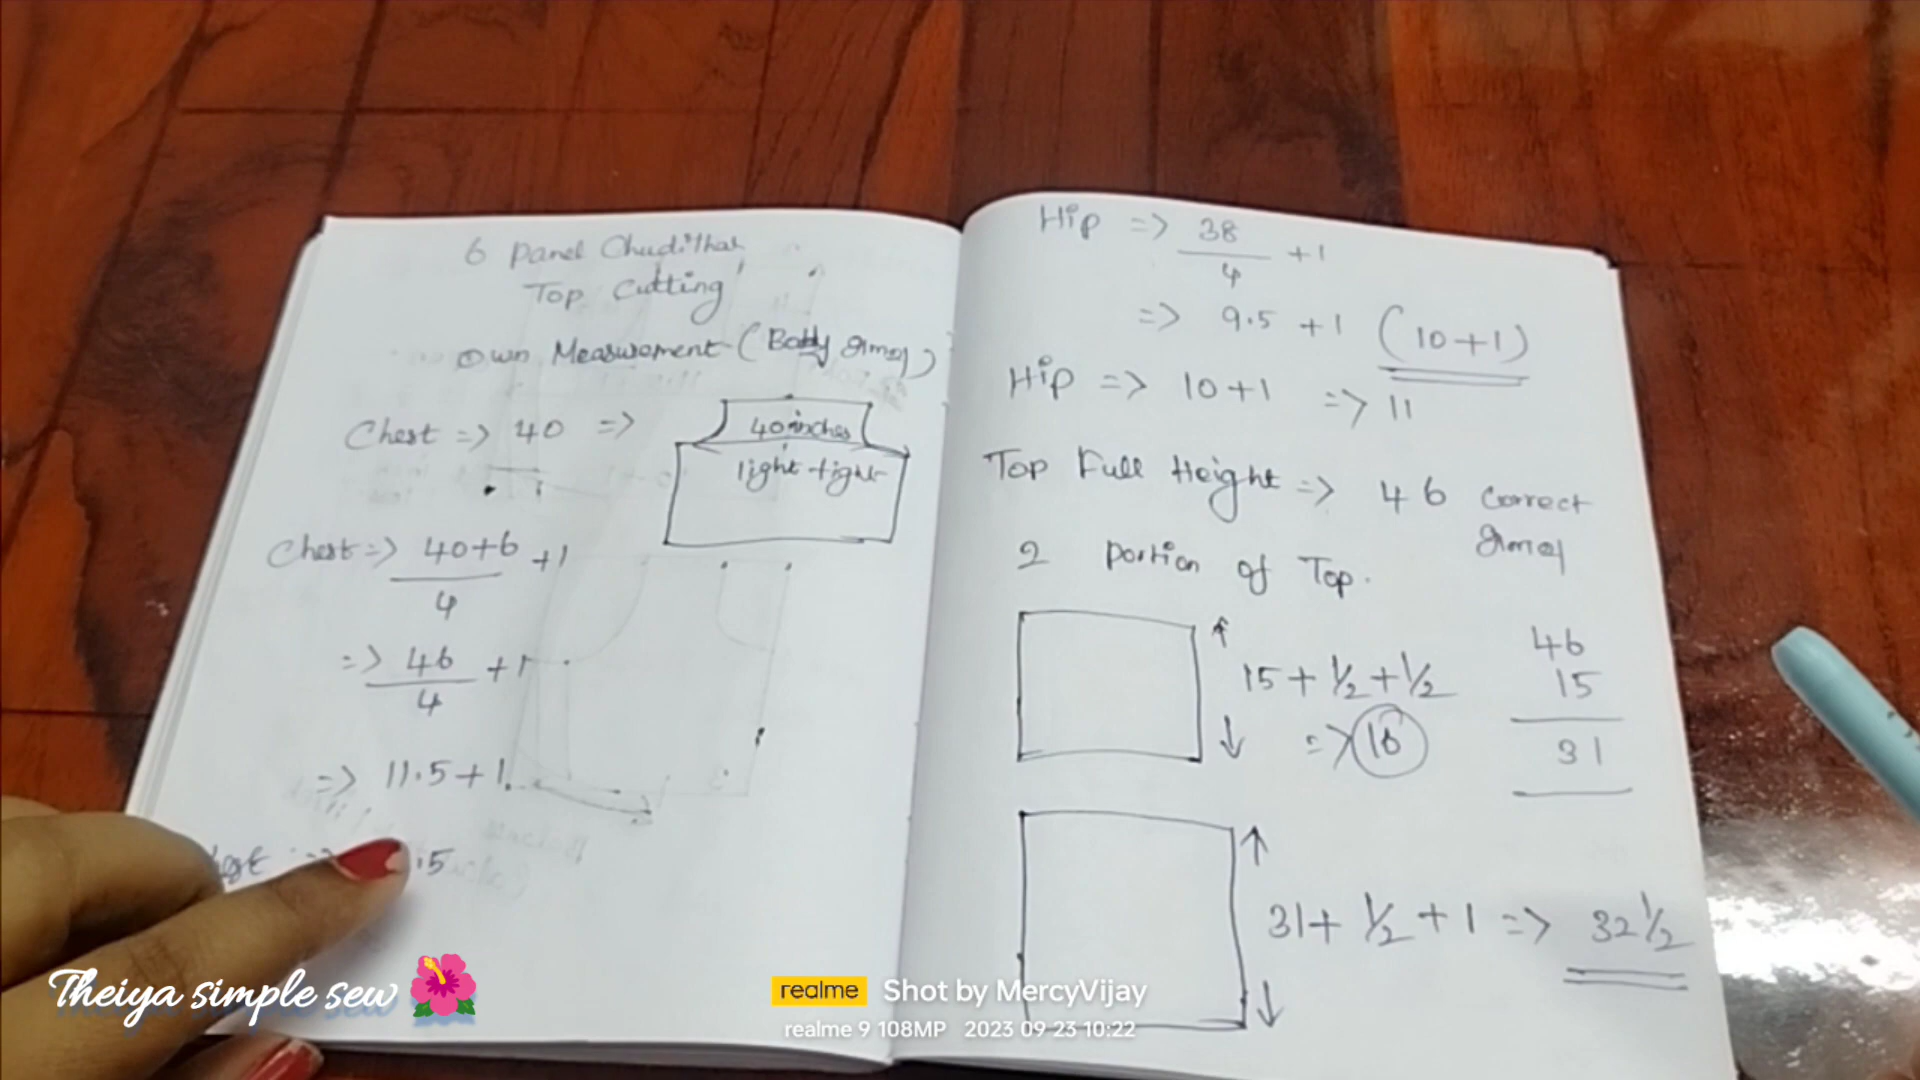 6 Panel Chudithar
Top Cutting
Own Measurement (Body அளவு)
Chest => 40 =>
40 inches
light tight
Chest => 40+6 +1
4
=> 46 +1
4
=> 11.5+1
.5
Hip => 38 +1
4
=> 9.5 +1 (10+1)
Hip => 10+1 => 11
Top Full Height => 46 Correct
அளவு
2 Portion of Top.
15+½+½
=> 16
46
15
31
31+ ½ +1 => 32½
Theiya simple sew
realme Shot by MercyVijay
realme 9 108MP 2023 09 23 10:22